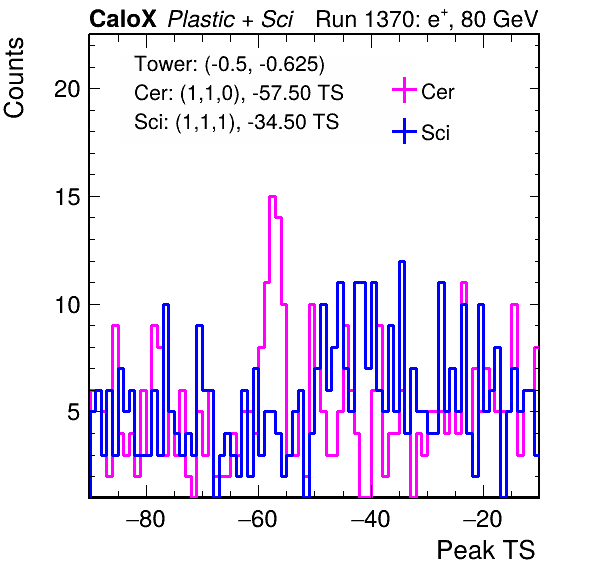 CaloX Plastic + Sci Run 1370: e+, 80 GeV
Counts
Tower: (-0.5, -0.625)
Cer: (1,1,0), -57.50 TS
Sci: (1,1,1), -34.50 TS
Cer
Sci
20
15
10
5
−80 −60 −40 −20
Peak TS